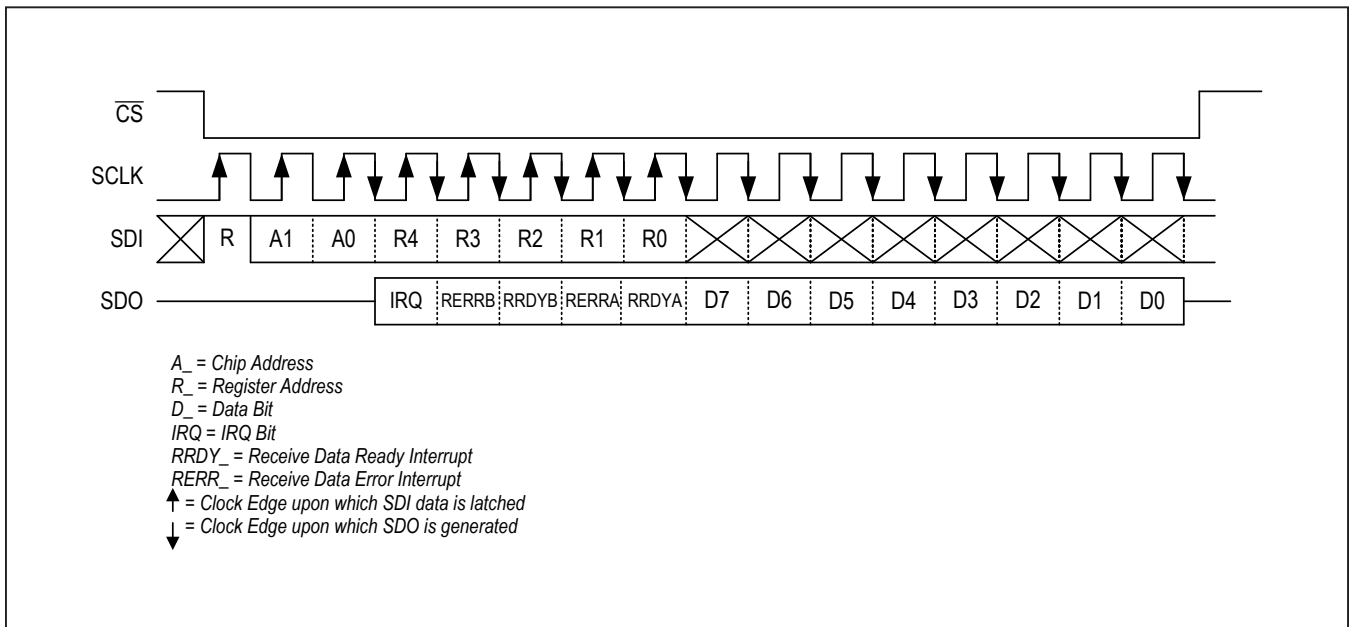 CS
SCLK
SDI R A1 A0 R4 R3 R2 R1 R0
SDO IRQ RERRB RRDYB RERRA RRDYA D7 D6 D5 D4 D3 D2 D1 D0
A_ = Chip Address
R_ = Register Address
D_ = Data Bit
IRQ = IRQ Bit
RRDY_ = Receive Data Ready Interrupt
RERR_ = Receive Data Error Interrupt
= Clock Edge upon which SDI data is latched
= Clock Edge upon which SDO is generated